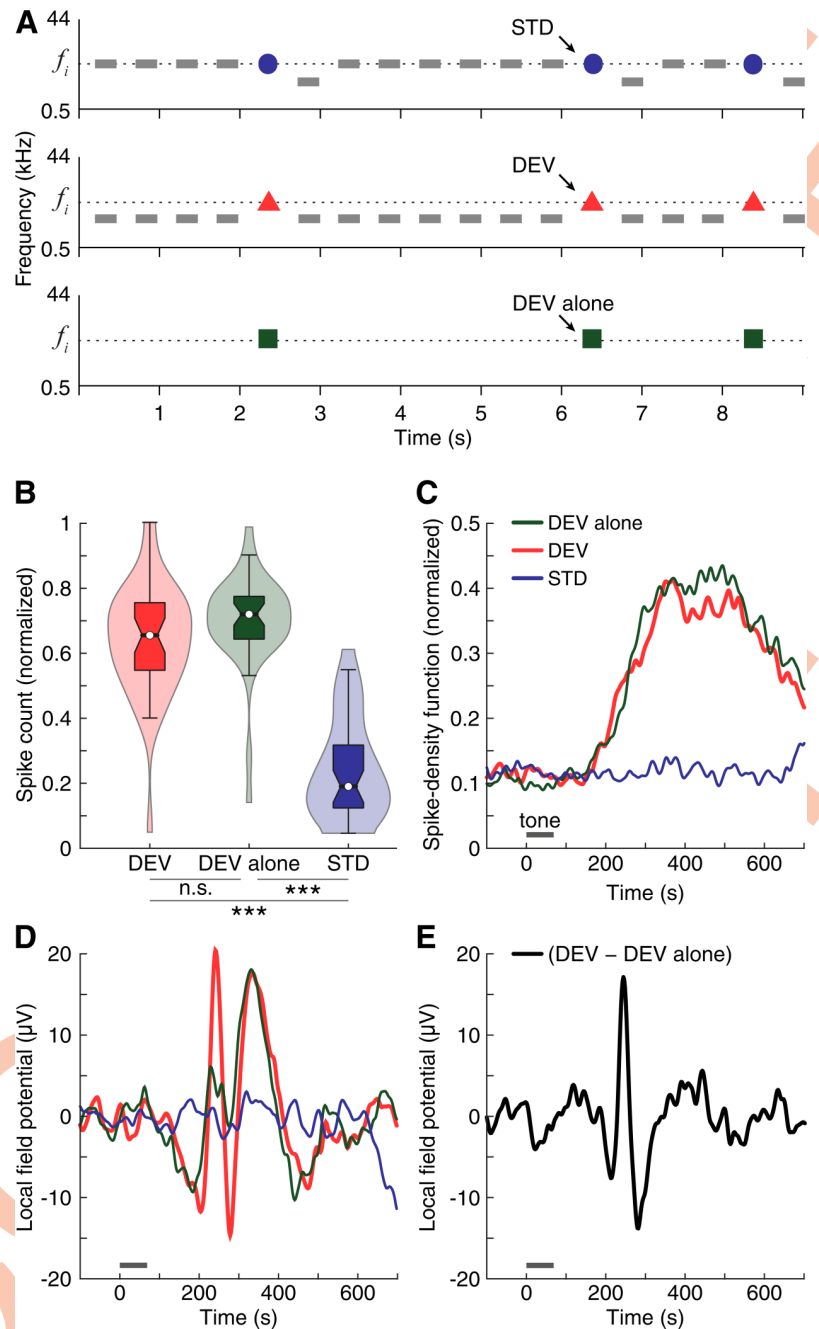 A
44
STD
f_i
0.5
44
DEV
f_i
0.5
44
DEV alone
f_i
0.5
Frequency (kHz)
1 2 3 4 5 6 7 8
Time (s)
B
1
0.8
0.6
0.4
0.2
0
Spike count (normalized)
DEV DEV alone STD
n.s. ***
***
C
0.5
0.4
0.3
0.2
0.1
0
Spike-density function (normalized)
DEV alone
DEV
STD
tone
0 200 400 600
Time (s)
D
20
10
0
-10
-20
Local field potential (µV)
0 200 400 600
Time (s)
E
20
10
0
-10
-20
Local field potential (µV)
(DEV − DEV alone)
0 200 400 600
Time (s)